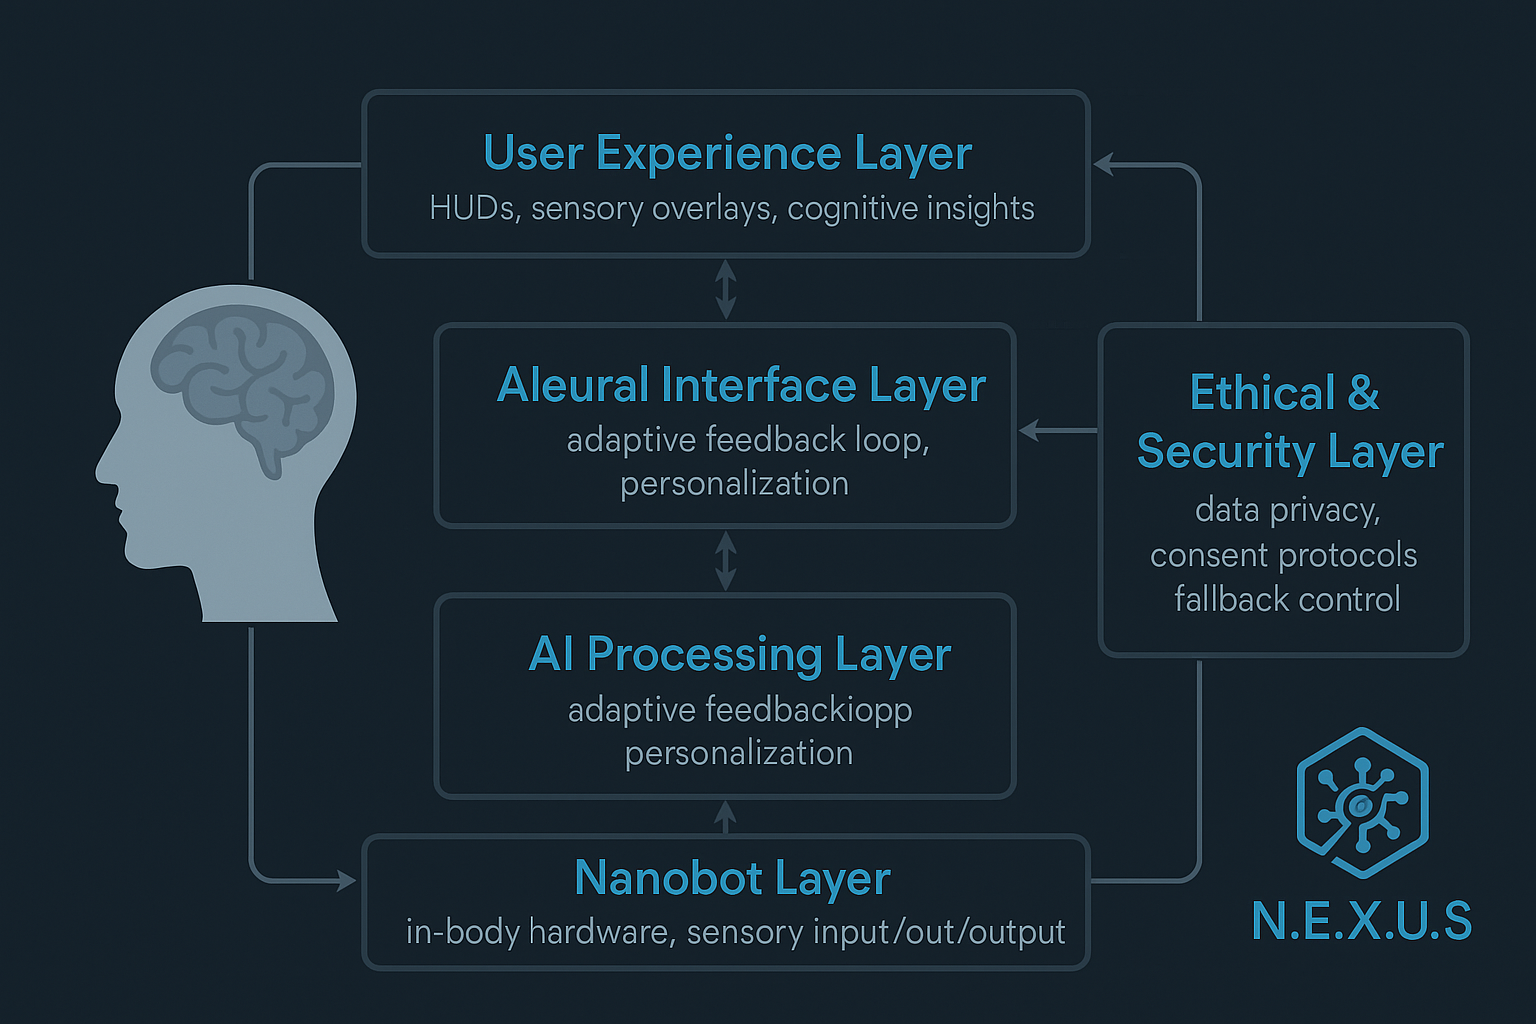 User Experience Layer
HUDs, sensory overlays, cognitive insights
Aleural Interface Layer
adaptive feedback loop,
personalization
Ethical &
Security Layer
data privacy,
consent protocols
fallback control
AI Processing Layer
adaptive feedbackiopp
personalization
Nanobot Layer
in-body hardware, sensory input/out/output
N.E.X.U.S